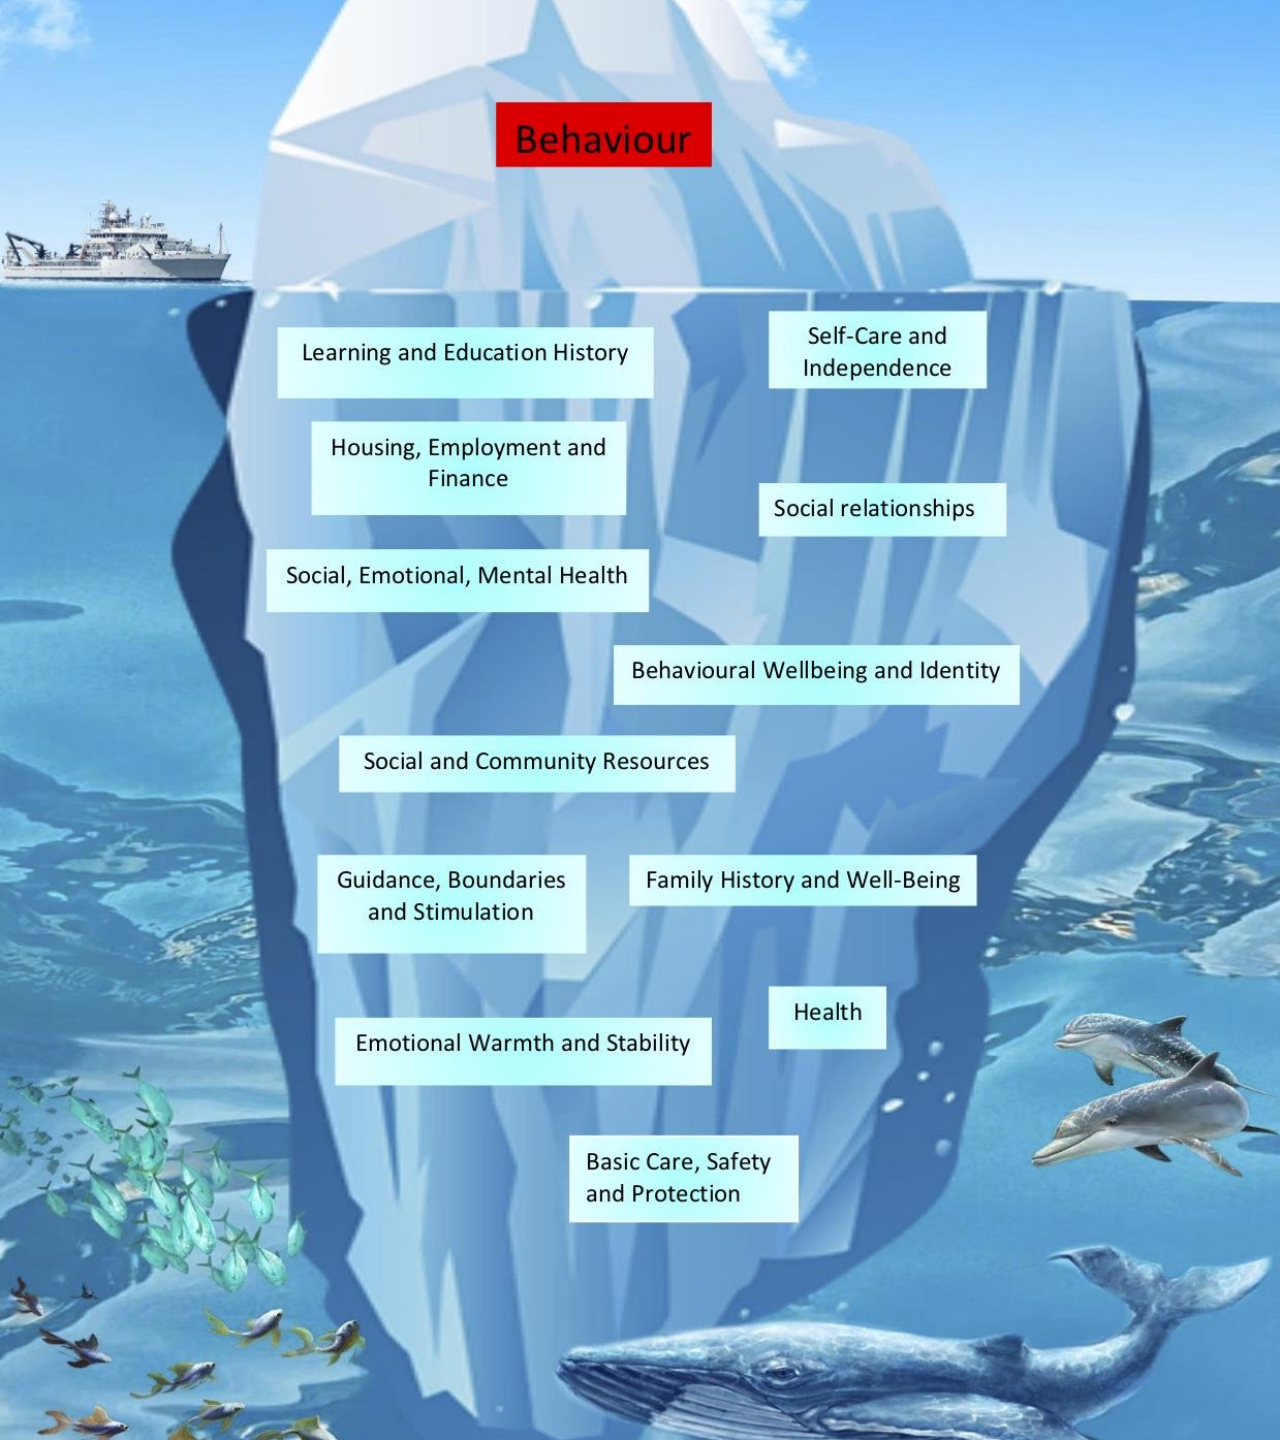 Behaviour
Learning and Education History
Self-Care and
Independence
Housing, Employment and
Finance
Social relationships
Social, Emotional, Mental Health
Behavioural Wellbeing and Identity
Social and Community Resources
Guidance, Boundaries
and Stimulation
Family History and Well-Being
Health
Emotional Warmth and Stability
Basic Care, Safety
and Protection